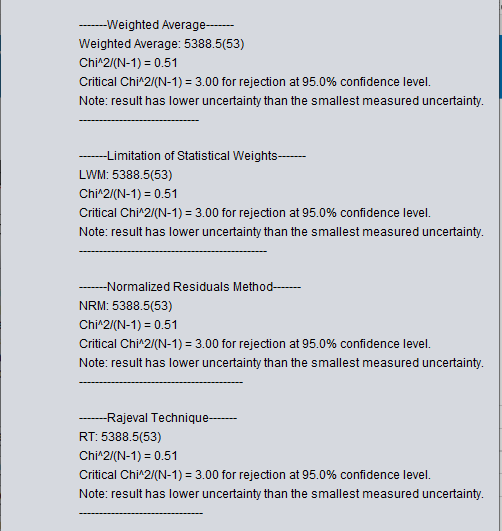 -------Weighted Average-------
Weighted Average: 5388.5(53)
Chi^2/(N-1) = 0.51
Critical Chi^2/(N-1) = 3.00 for rejection at 95.0% confidence level.
Note: result has lower uncertainty than the smallest measured uncertainty.
------------------------------
-------Limitation of Statistical Weights-------
LWM: 5388.5(53)
Chi^2/(N-1) = 0.51
Critical Chi^2/(N-1) = 3.00 for rejection at 95.0% confidence level.
Note: result has lower uncertainty than the smallest measured uncertainty.
-----------------------------------------------
-------Normalized Residuals Method-------
NRM: 5388.5(53)
Chi^2/(N-1) = 0.51
Critical Chi^2/(N-1) = 3.00 for rejection at 95.0% confidence level.
Note: result has lower uncertainty than the smallest measured uncertainty.
-----------------------------------------
-------Rajeval Technique-------
RT: 5388.5(53)
Chi^2/(N-1) = 0.51
Critical Chi^2/(N-1) = 3.00 for rejection at 95.0% confidence level.
Note: result has lower uncertainty than the smallest measured uncertainty.
-------------------------------